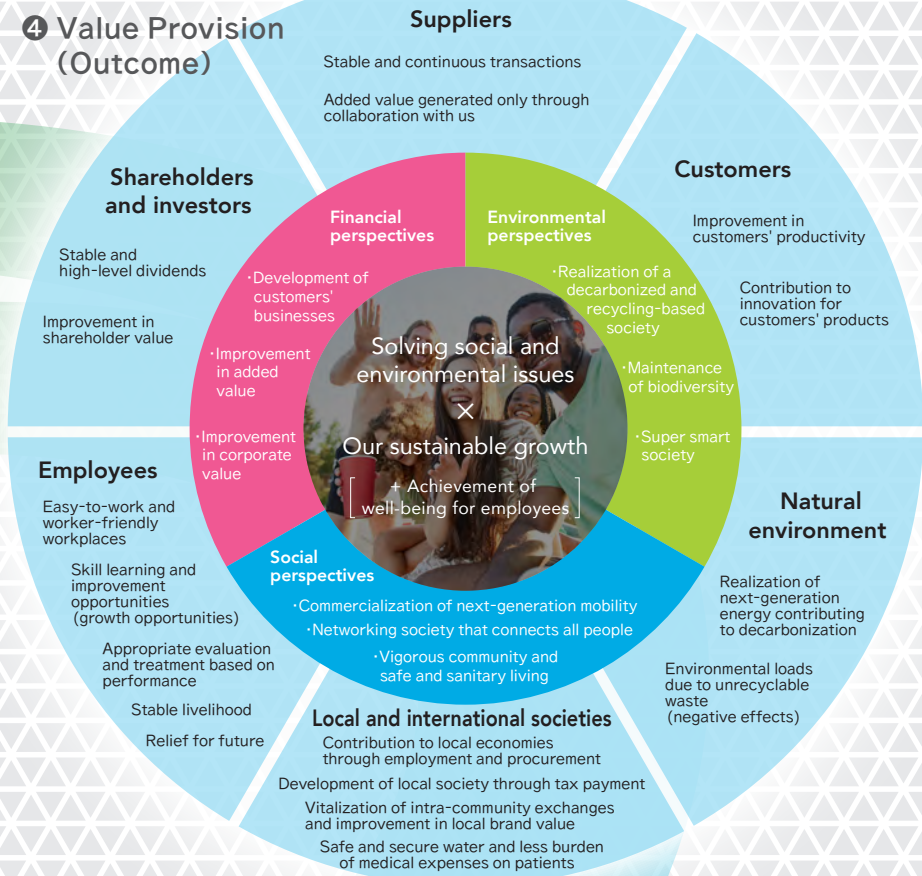 ❹ Value Provision
(Outcome)
Suppliers
Stable and continuous transactions
Added value generated only through
collaboration with us
Customers
Improvement in
customers' productivity
Contribution to
innovation for
customers' products
Natural
environment
Realization of
next-generation
energy contributing
to decarbonization
Environmental loads
due to unrecyclable
waste
(negative effects)
Local and international societies
Contribution to local economies
through employment and procurement
Development of local society through tax payment
Vitalization of intra-community exchanges
and improvement in local brand value
Safe and secure water and less burden
of medical expenses on patients
Employees
Easy-to-work and
worker-friendly
workplaces
Skill learning and
improvement
opportunities
(growth opportunities)
Appropriate evaluation
and treatment based on
performance
Stable livelihood
Relief for future
Shareholders
and investors
Stable and
high-level dividends
Improvement in
shareholder value
Financial
perspectives
·Development of
customers'
businesses
·Improvement
in added
value
·Improvement
in corporate
value
Environmental
perspectives
·Realization of a
decarbonized and
recycling-based
society
·Maintenance
of biodiversity
·Super smart
society
Social
perspectives
·Commercialization of next-generation mobility
·Networking society that connects all people
·Vigorous community and
safe and sanitary living
Solving social and
environmental issues
×
Our sustainable growth
[+ Achievement of
well-being for employees]